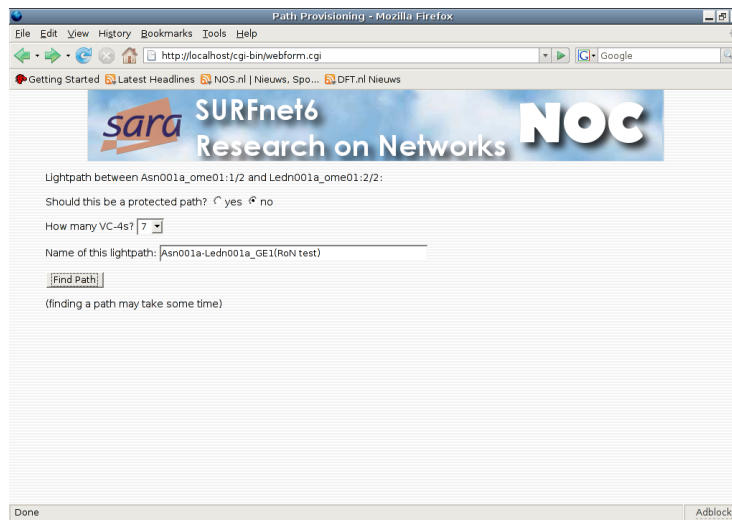 Path Provisioning - Mozilla Firefox
File Edit View History Bookmarks Tools Help
http://localhost/cgi-bin/webform.cgi
G Google
Getting Started Latest Headlines NOS.nl | Nieuws, Spo... DFT.nl Nieuws
sara SURFnet6 NOC
Research on Networks
Lightpath between Asn001a_ome01:1/2 and Ledn001a_ome01:2/2:
Should this be a protected path? yes no
How many VC-4s? 7
Name of this lightpath: Asn001a-Ledn001a_GE1(RoN test)
Find Path
(finding a path may take some time)
Done Adblock